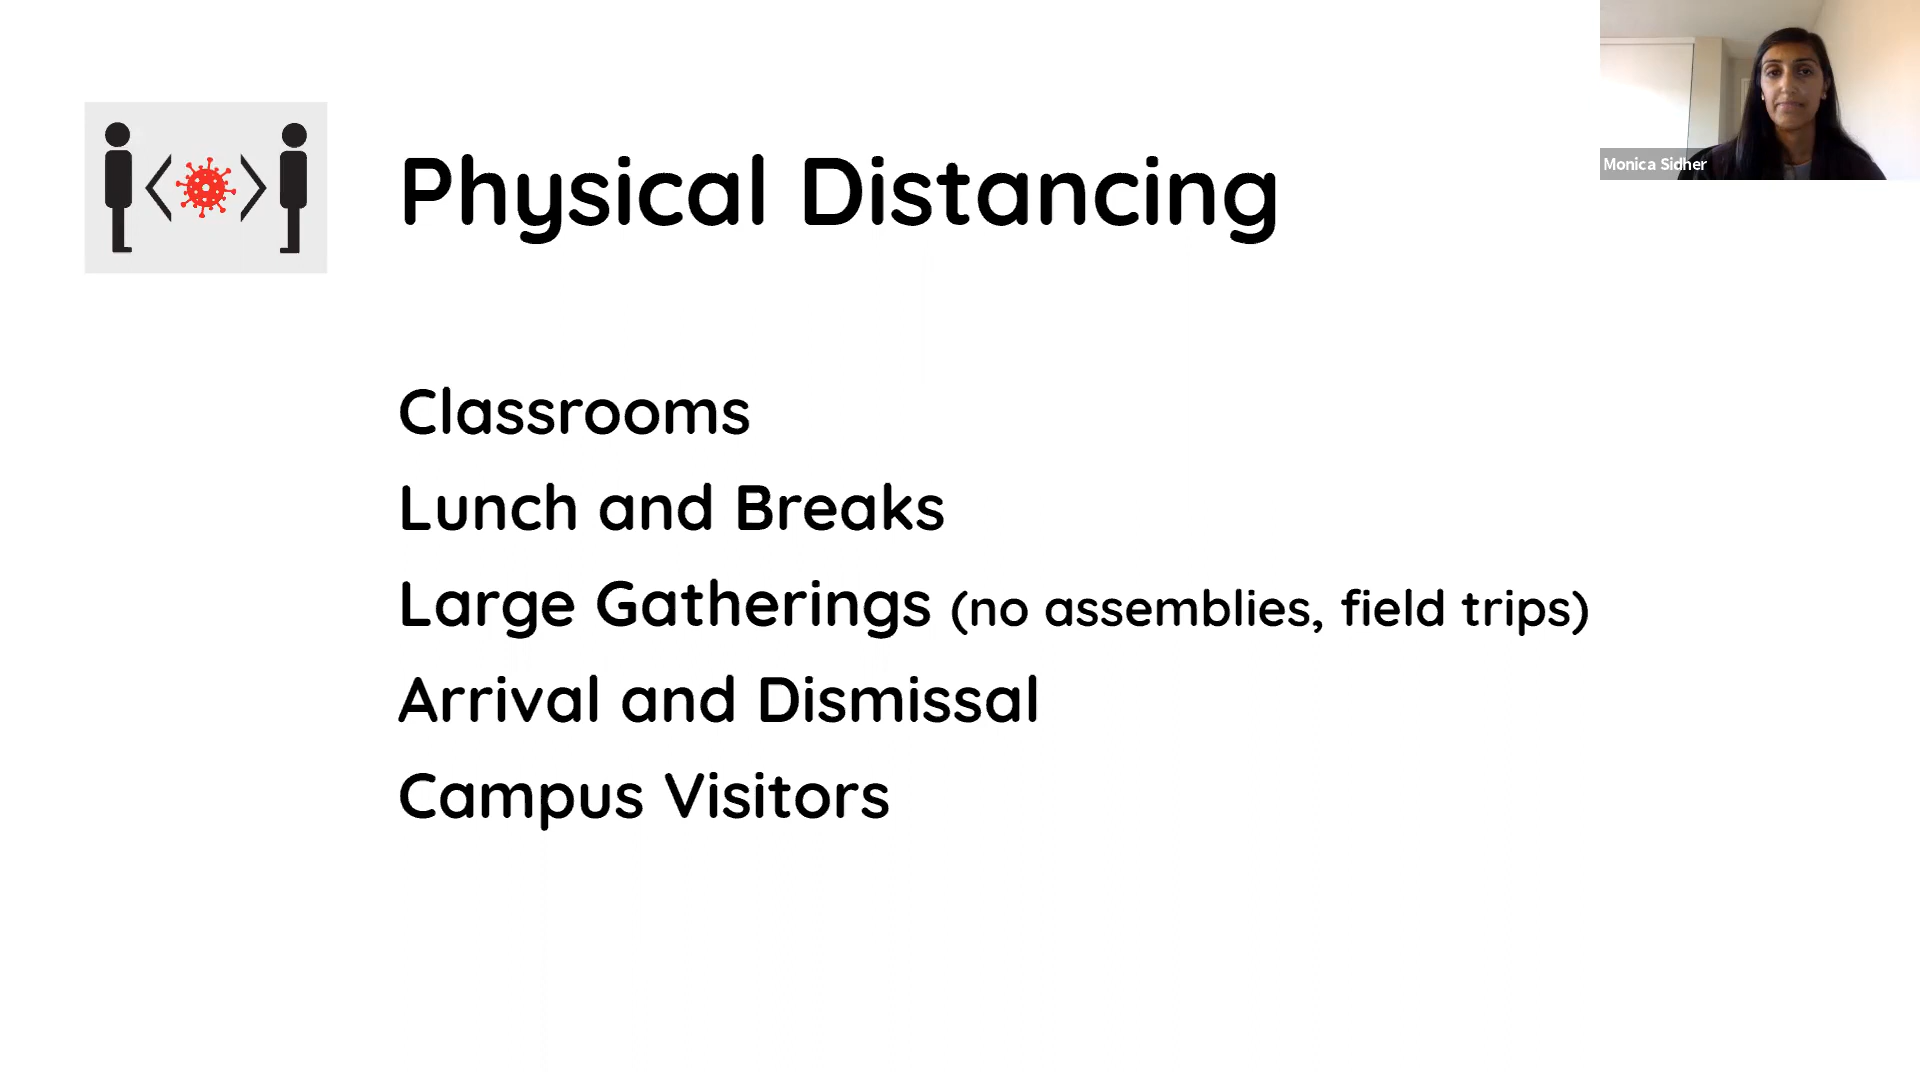 Monica Sidher
Physical Distancing
Classrooms
Lunch and Breaks
Large Gatherings (no assemblies, field trips)
Arrival and Dismissal
Campus Visitors